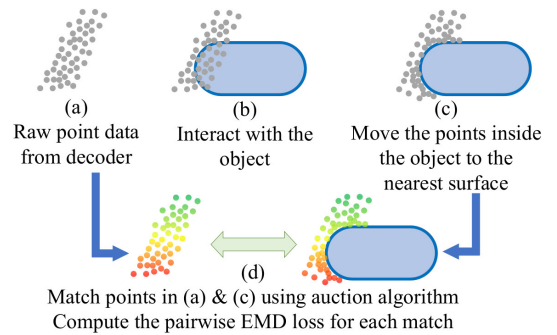 (a)
Raw point data
from decoder
(b)
Interact with the
object
(c)
Move the points inside
the object to the
nearest surface
(d)
Match points in (a) & (c) using auction algorithm
Compute the pairwise EMD loss for each match